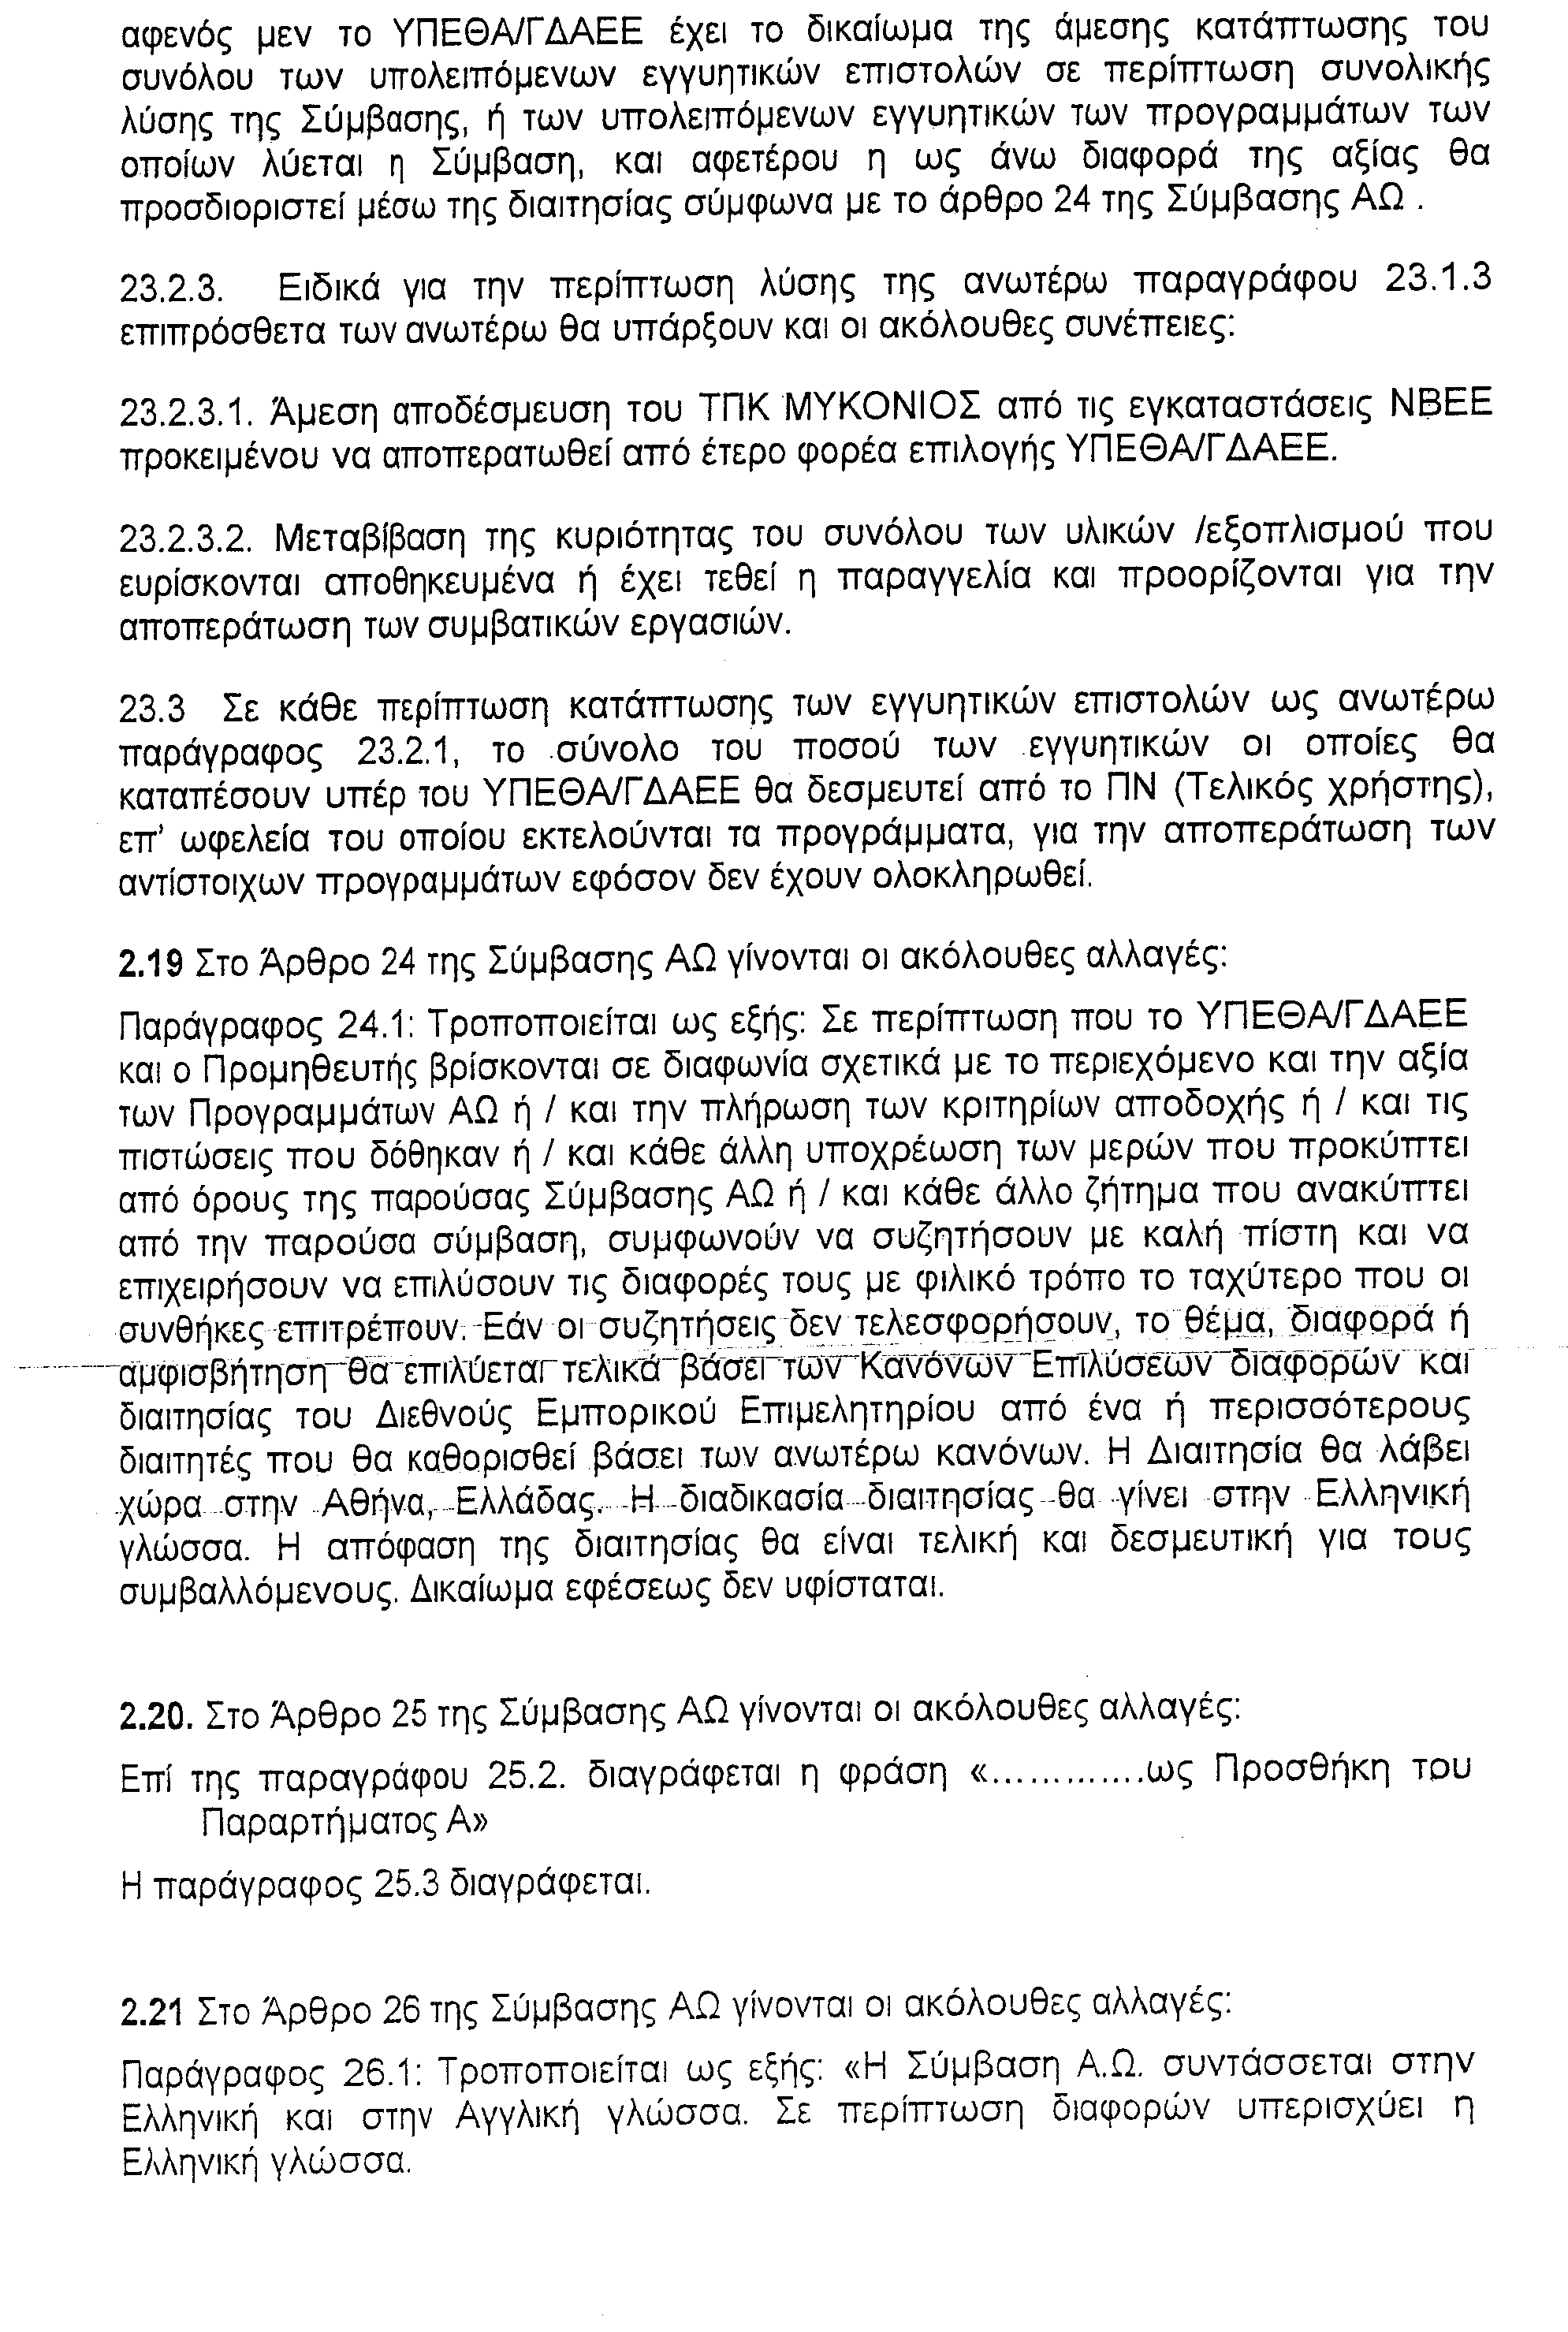 αφενός μεν το ΥΠΕΘΑ/ΓΔΑΕΕ έχει το δικαίωμα της άμεσης κατάπτωσης του
συνόλου των υπολειπόμενων εγγυητικών επιστολών σε περίπτωση συνολικής
λύσης της Σύμβασης, ή των υπολειπόμενων εγγυητικών των προγραμμάτων των
οποίων λύεται η Σύμβαση, και αφετέρου η ως άνω διαφορά της αξίας θα
προσδιοριστεί μέσω της διαιτησίας σύμφωνα με το άρθρο 24 της Σύμβασης ΑΩ .
23.2.3. Ειδικά για την περίπτωση λύσης της ανωτέρω παραγράφου 23.1.3
επιπρόσθετα των ανωτέρω θα υπάρξουν και οι ακόλουθες συνέπειες:
23.2.3.1. Άμεση αποδέσμευση του ΤΠΚ ΜΥΚΟΝΙΟΣ από τις εγκαταστάσεις ΝΒΕΕ
προκειμένου να αποπερατωθεί από έτερο φορέα επιλογής ΥΠΕΘΑ/ΓΔΑΕΕ.
23.2.3.2. Μεταβίβαση της κυριότητας του συνόλου των υλικών /εξοπλισμού που
ευρίσκονται αποθηκευμένα ή έχει τεθεί η παραγγελία και προορίζονται για την
αποπεράτωση των συμβατικών εργασιών.
23.3 Σε κάθε περίπτωση κατάπτωσης των εγγυητικών επιστολών ως ανωτέρω
παράγραφος 23.2.1, το σύνολο του ποσού των εγγυητικών οι οποίες θα
καταπέσουν υπέρ του ΥΠΕΘΑ/ΓΔΑΕΕ θα δεσμευτεί από το ΠΝ (Τελικός χρήστης),
επ’ ωφελεία του οποίου εκτελούνται τα προγράμματα, για την αποπεράτωση των
αντίστοιχων προγραμμάτων εφόσον δεν έχουν ολοκληρωθεί.
2.19 Στο Άρθρο 24 της Σύμβασης ΑΩ γίνονται οι ακόλουθες αλλαγές:
Παράγραφος 24.1: Τροποποιείται ως εξής: Σε περίπτωση που το ΥΠΕΘΑ/ΓΔΑΕΕ
και ο Προμηθευτής βρίσκονται σε διαφωνία σχετικά με το περιεχόμενο και την αξία
των Προγραμμάτων ΑΩ ή / και την πλήρωση των κριτηρίων αποδοχής ή / και τις
πιστώσεις που δόθηκαν ή / και κάθε άλλη υποχρέωση των μερών που προκύπτει
από όρους της παρούσας Σύμβασης ΑΩ ή / και κάθε άλλο ζήτημα που ανακύπτει
από την παρούσα σύμβαση, συμφωνούν να συζητήσουν με καλή πίστη και να
επιχειρήσουν να επιλύσουν τις διαφορές τους με φιλικό τρόπο το ταχύτερο που οι
συνθήκες επιτρέπουν. Εάν οι συζητήσεις δεν τελεσφορήσουν, το θέμα, διαφορά ή
αμφισβήτηση θα επιλύεται τελικά βάσει των Κανόνων Επιλύσεων διαφορών και
διαιτησίας του Διεθνούς Εμπορικού Επιμελητηρίου από ένα ή περισσότερους
διαιτητές που θα καθορισθεί βάσει των ανωτέρω κανόνων. Η Διαιτησία θα λάβει
χώρα στην Αθήνα, Ελλάδας. Η διαδικασία διαιτησίας θα γίνει στην Ελληνική
γλώσσα. Η απόφαση της διαιτησίας θα είναι τελική και δεσμευτική για τους
συμβαλλόμενους. Δικαίωμα εφέσεως δεν υφίσταται.
2.20. Στο Άρθρο 25 της Σύμβασης ΑΩ γίνονται οι ακόλουθες αλλαγές:
Επί της παραγράφου 25.2. διαγράφεται η φράση «.............ως Προσθήκη του
Παραρτήματος Α»
Η παράγραφος 25.3 διαγράφεται.
2.21 Στο Άρθρο 26 της Σύμβασης ΑΩ γίνονται οι ακόλουθες αλλαγές:
Παράγραφος 26.1: Τροποποιείται ως εξής: «Η Σύμβαση Α.Ω. συντάσσεται στην
Ελληνική και στην Αγγλική γλώσσα. Σε περίπτωση διαφορών υπερισχύει η
Ελληνική γλώσσα.